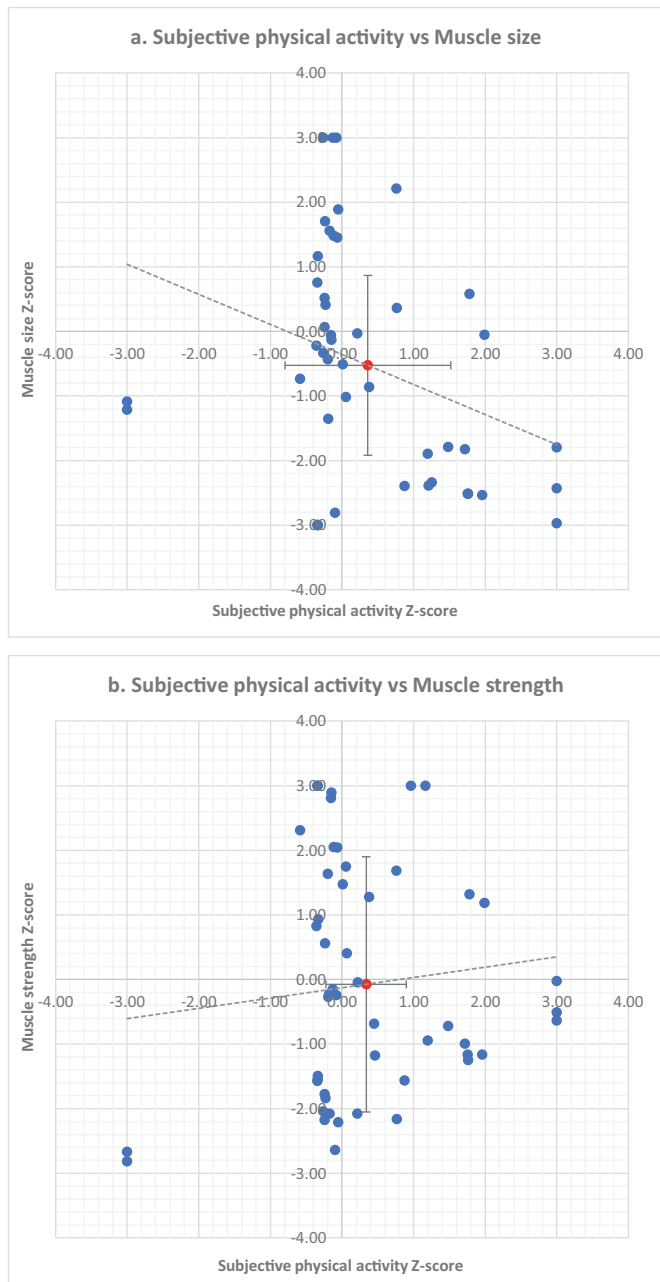 a. Subjective physical activity vs Muscle size
4.00
3.00
2.00
1.00
0.00
-4.00 -3.00 -2.00 -1.00 0.00 1.00 2.00 3.00 4.00
-1.00
-2.00
-3.00
-4.00
Muscle size Z-score
Subjective physical activity Z-score
b. Subjective physical activity vs Muscle strength
4.00
3.00
2.00
1.00
0.00
-4.00 -3.00 -2.00 -1.00 0.00 1.00 2.00 3.00 4.00
-1.00
-2.00
-3.00
-4.00
Muscle strength Z-score
Subjective physical activity Z-score